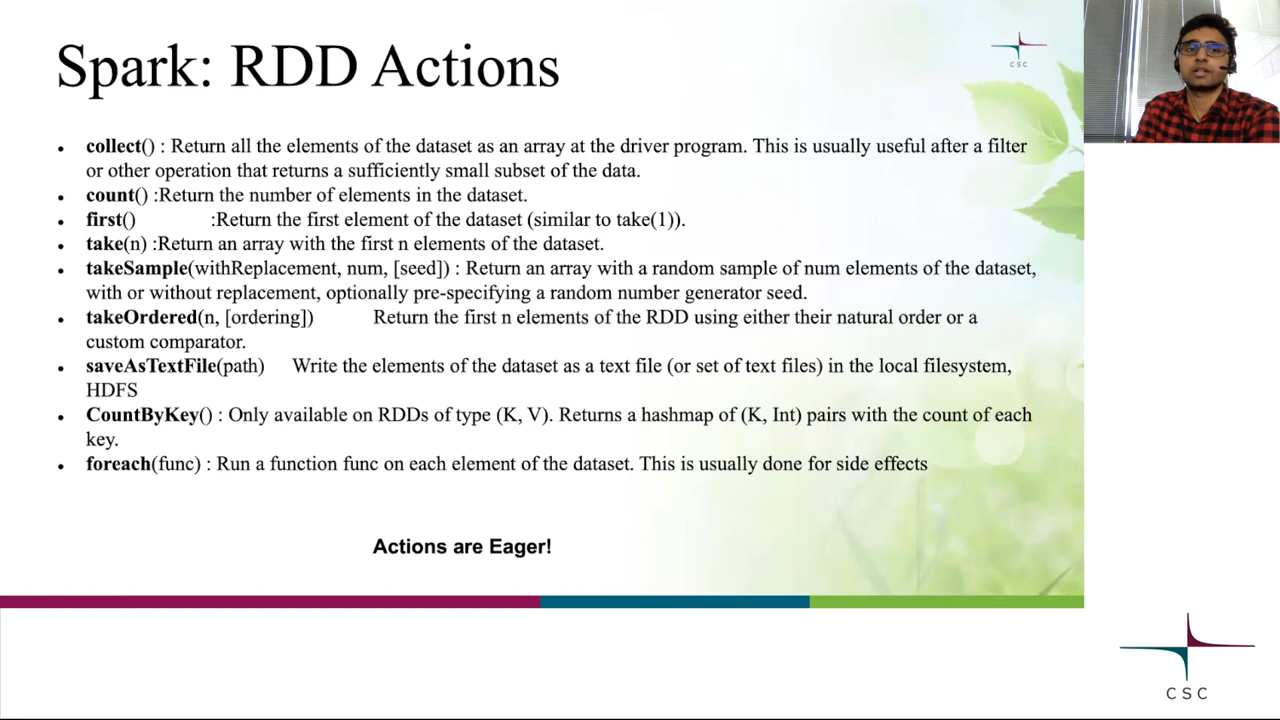 Spark: RDD Actions
CSC
• collect() : Return all the elements of the dataset as an array at the driver program. This is usually useful after a filter
or other operation that returns a sufficiently small subset of the data.
• count() :Return the number of elements in the dataset.
• first() :Return the first element of the dataset (similar to take(1)).
• take(n) :Return an array with the first n elements of the dataset.
• takeSample(withReplacement, num, [seed]) : Return an array with a random sample of num elements of the dataset,
with or without replacement, optionally pre-specifying a random number generator seed.
• takeOrdered(n, [ordering]) Return the first n elements of the RDD using either their natural order or a
custom comparator.
• saveAsTextFile(path) Write the elements of the dataset as a text file (or set of text files) in the local filesystem,
HDFS
• CountByKey() : Only available on RDDs of type (K, V). Returns a hashmap of (K, Int) pairs with the count of each
key.
• foreach(func) : Run a function func on each element of the dataset. This is usually done for side effects
Actions are Eager!
CSC